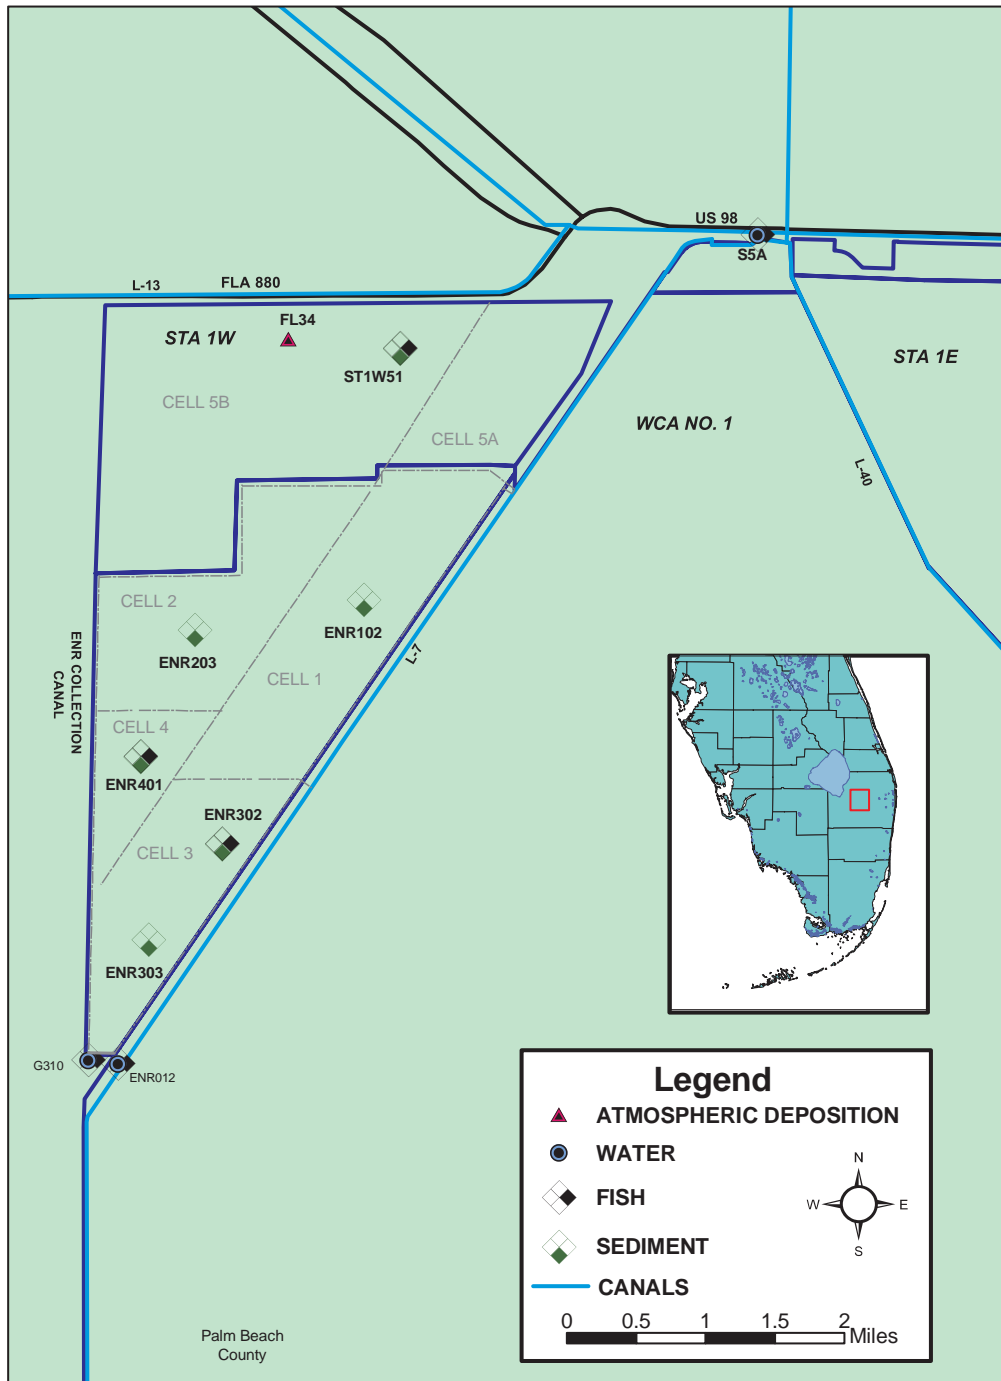 US 98
S5A
L-13
FLA 880
FL34
STA 1W
ST1W51
STA 1E
CELL 5B
CELL 5A
WCA NO. 1
L-40
CELL 2
ENR102
ENR203
ENR COLLECTION
CANAL
L-7
CELL 1
CELL 4
ENR401
ENR302
CELL 3
ENR303
G310
ENR012
Palm Beach
County
Legend
ATMOSPHERIC DEPOSITION
WATER
FISH
SEDIMENT
CANALS
N
W
E
S
0 0.5 1 1.5 2
Miles